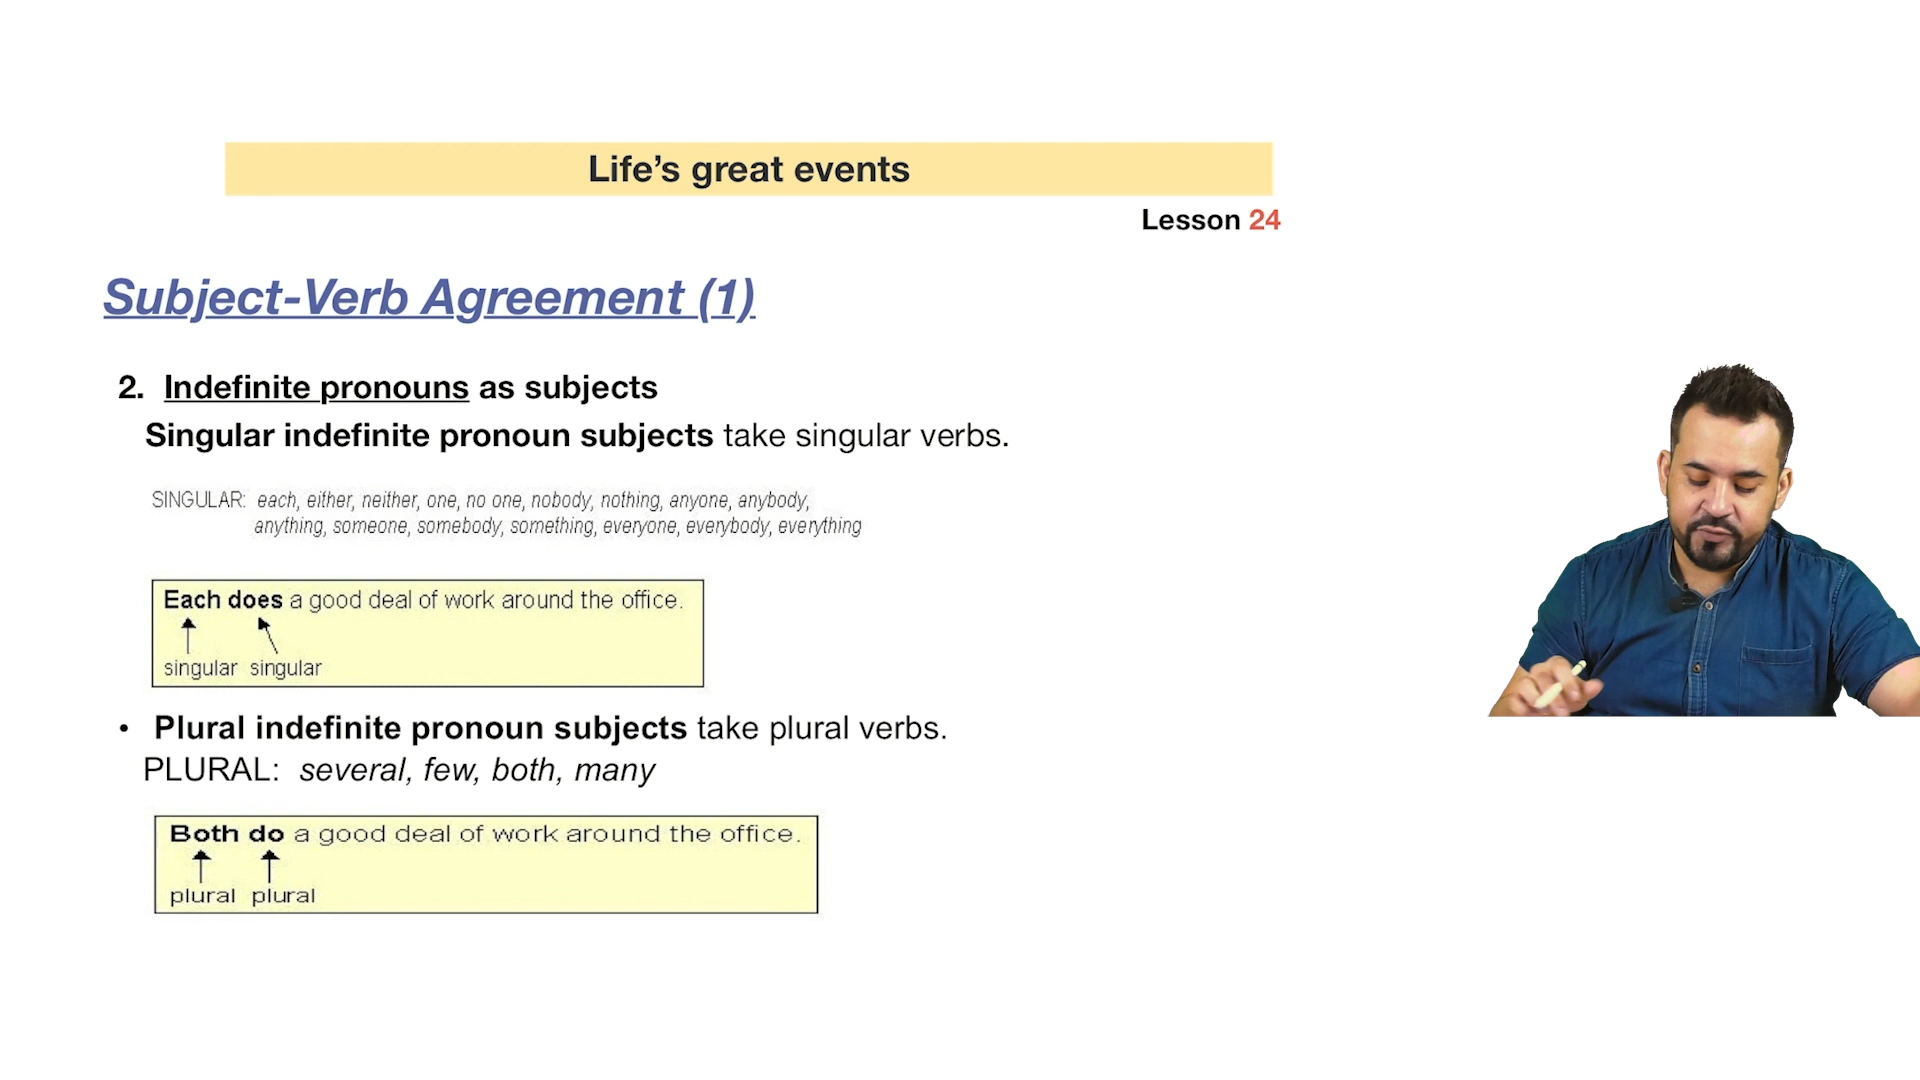 Life’s great events
Lesson 24
Subject-Verb Agreement (1)
2. Indefinite pronouns as subjects
Singular indefinite pronoun subjects take singular verbs.
SINGULAR: each, either, neither, one, no one, nobody, nothing, anyone, anybody,
anything, someone, somebody, something, everyone, everybody, everything
Each does a good deal of work around the office.
singular singular
• Plural indefinite pronoun subjects take plural verbs.
PLURAL: several, few, both, many
Both do a good deal of work around the office.
plural plural